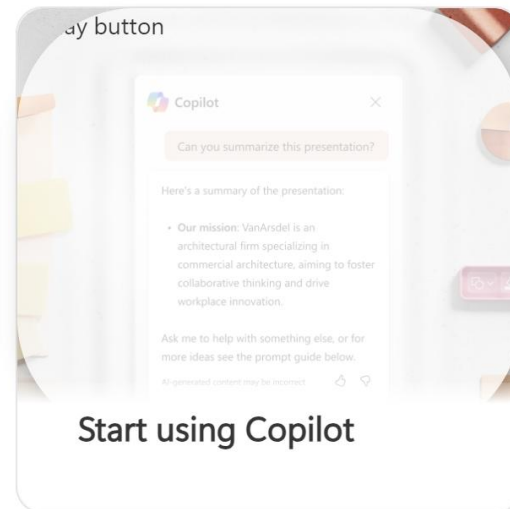 ay button
Copilot
Can you summarize this presentation?
Here's a summary of the presentation:
• Our mission: VanArsdel is an
architectural firm specializing in
commercial architecture, aiming to foster
collaborative thinking and drive
workplace innovation.
Ask me to help with something else, or for
more ideas see the prompt guide below.
AI-generated content may be incorrect
Start using Copilot